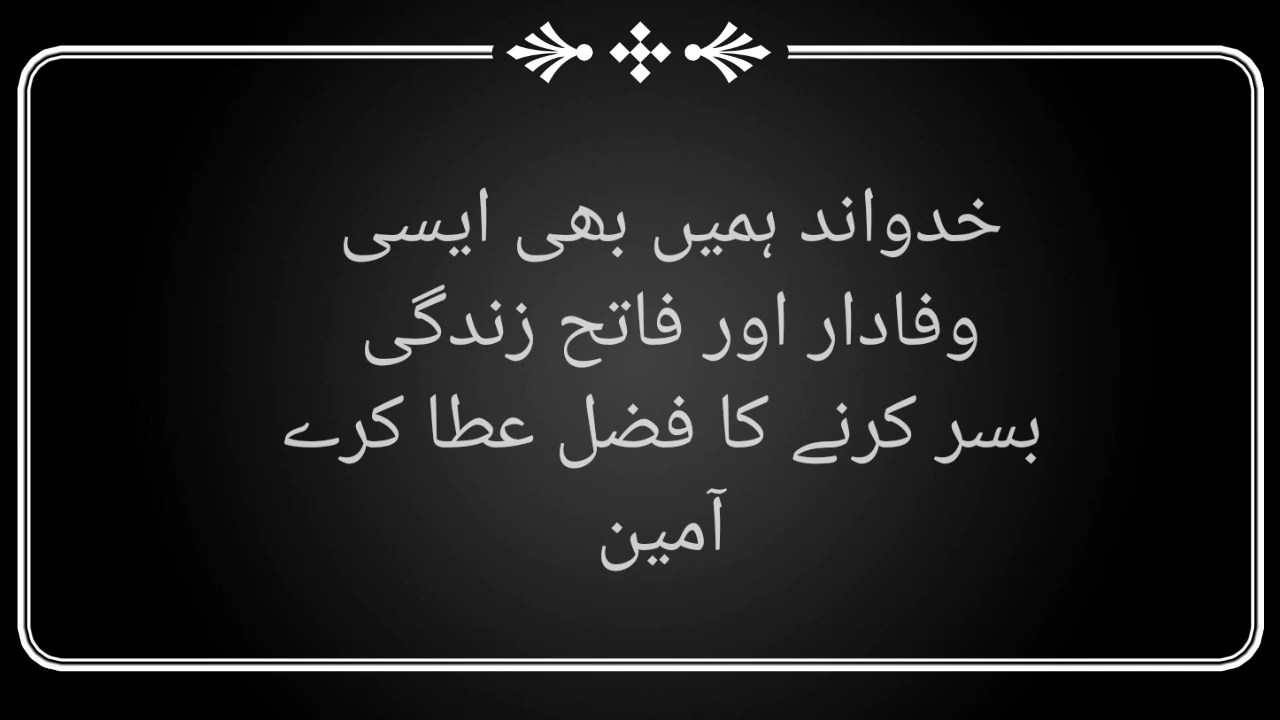 خدواند ہمیں بھی ایسی
وفادار اور فاتح زندگی
بسر کرنے کا فضل عطا کرے
آمین